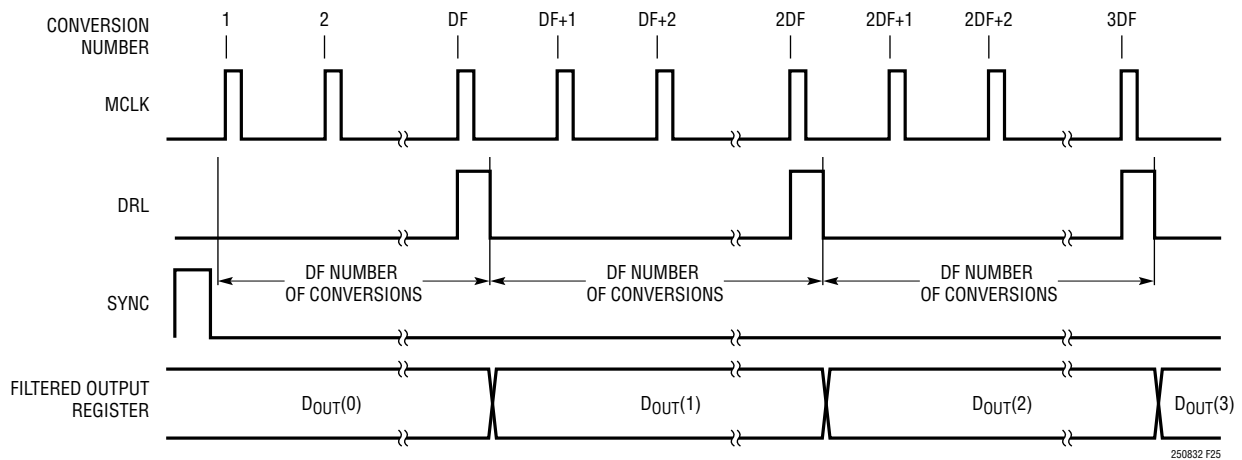 CONVERSION
NUMBER
1 2 DF DF+1 DF+2 2DF 2DF+1 2DF+2 3DF
MCLK
DRL
DF NUMBER
OF CONVERSIONS
DF NUMBER
OF CONVERSIONS
DF NUMBER
OF CONVERSIONS
SYNC
FILTERED OUTPUT
REGISTER
DOUT(0) DOUT(1) DOUT(2) DOUT(3)
250832 F25